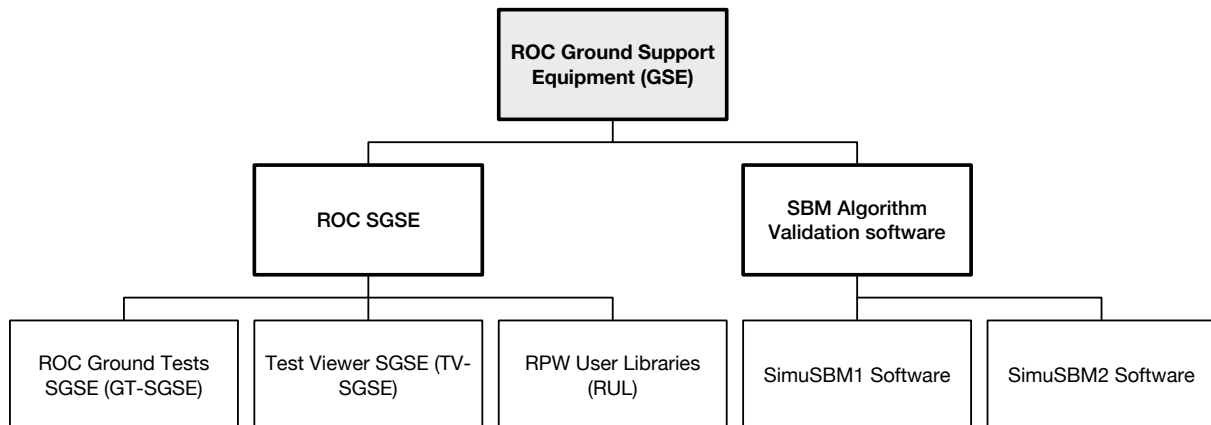 ROC Ground Support
Equipment (GSE)
ROC SGSE
SBM Algorithm
Validation software
ROC Ground Tests
SGSE (GT-SGSE)
Test Viewer SGSE (TV-
SGSE)
RPW User Libraries
(RUL)
SimuSBM1 Software
SimuSBM2 Software